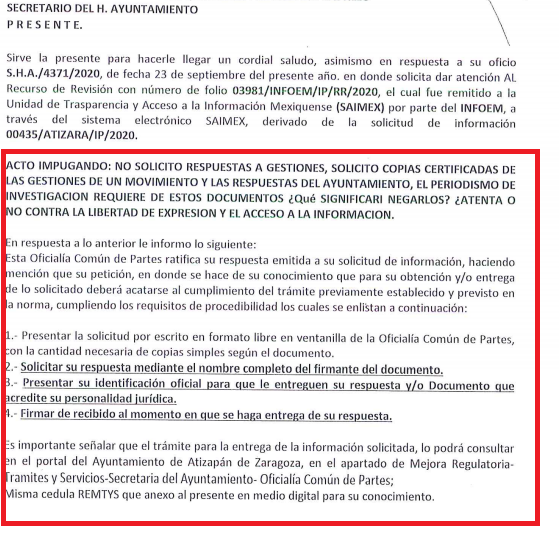 SECRETARIO DEL H. AYUNTAMIENTO
P R E S E N T E.
Sirve la presente para hacerle llegar un cordial saludo, asimismo en respuesta a su oficio
S.H.A./4371/2020, de fecha 23 de septiembre del presente año. en donde solicita dar atención AL
Recurso de Revisión con número de folio 03981/INFOEM/IP/RR/2020, el cual fue remitido a la
Unidad de Trasparencia y Acceso a la Información Mexiquense (SAIMEX) por parte del INFOEM, a
través del sistema electrónico SAIMEX, derivado de la solicitud de información
00435/ATIZARA/IP/2020.
ACTO IMPUGANDO: NO SOLICITO RESPUESTAS A GESTIONES, SOLICITO COPIAS CERTIFICADAS DE
LAS GESTIONES DE UN MOVIMIENTO Y LAS RESPUESTAS DEL AYUNTAMIENTO, EL PERIODISMO DE
INVESTIGACION REQUIERE DE ESTOS DOCUMENTOS ¿Qué SIGNIFICARI NEGARLOS? ¿ATENTA O
NO CONTRA LA LIBERTAD DE EXPRESION Y EL ACCESO A LA INFORMACION.
En respuesta a lo anterior le informo lo siguiente:
Esta Oficialía Común de Partes ratifica su respuesta emitida a su solicitud de información, haciendo
mención que su petición, en donde se hace de su conocimiento que para su obtención y/o entrega
de lo solicitado deberá acatarse al cumplimiento del trámite previamente establecido y previsto en
la norma, cumpliendo los requisitos de procedibilidad los cuales se enlistan a continuación:
1.- Presentar la solicitud por escrito en formato libre en ventanilla de la Oficialía Común de Partes,
con la cantidad necesaria de copias simples según el documento.
2.- Solicitar su respuesta mediante el nombre completo del firmante del documento.
3.- Presentar su identificación oficial para que le entreguen su respuesta y/o Documento que
acredite su personalidad jurídica.
4.- Firmar de recibido al momento en que se haga entrega de su respuesta.
Es importante señalar que el trámite para la entrega de la información solicitada, lo podrá consultar
en el portal del Ayuntamiento de Atizapán de Zaragoza, en el apartado de Mejora Regulatoria-
Tramites y Servicios-Secretaria del Ayuntamiento- Oficialía Común de Partes;
Misma cedula REMTYS que anexo al presente en medio digital para su conocimiento.